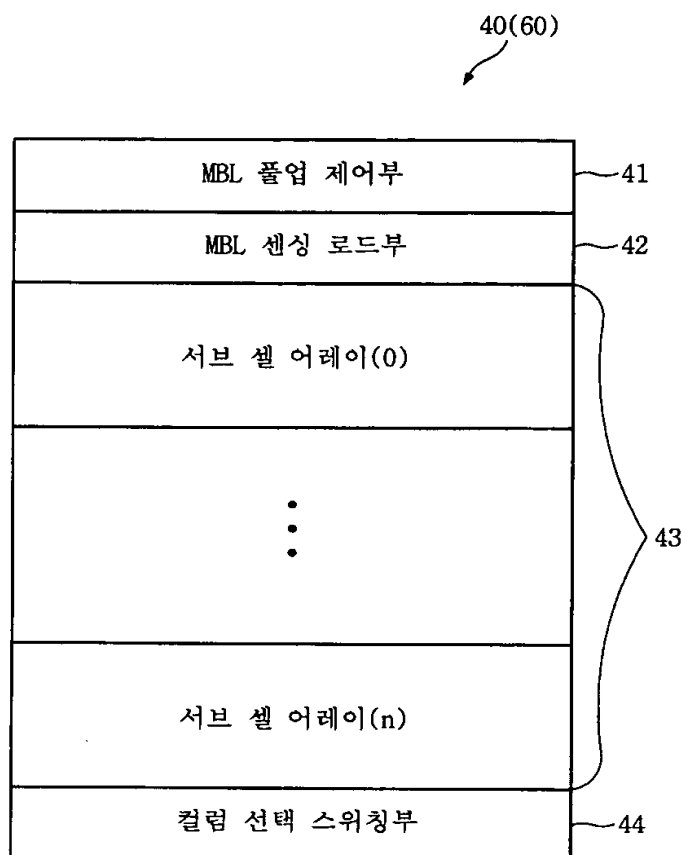 40(60)
MBL 풀업 제어부
41
MBL 센싱 로드부
42
서브 셀 어레이(0)
43
서브 셀 어레이(n)
컬럼 선택 스위칭부
44